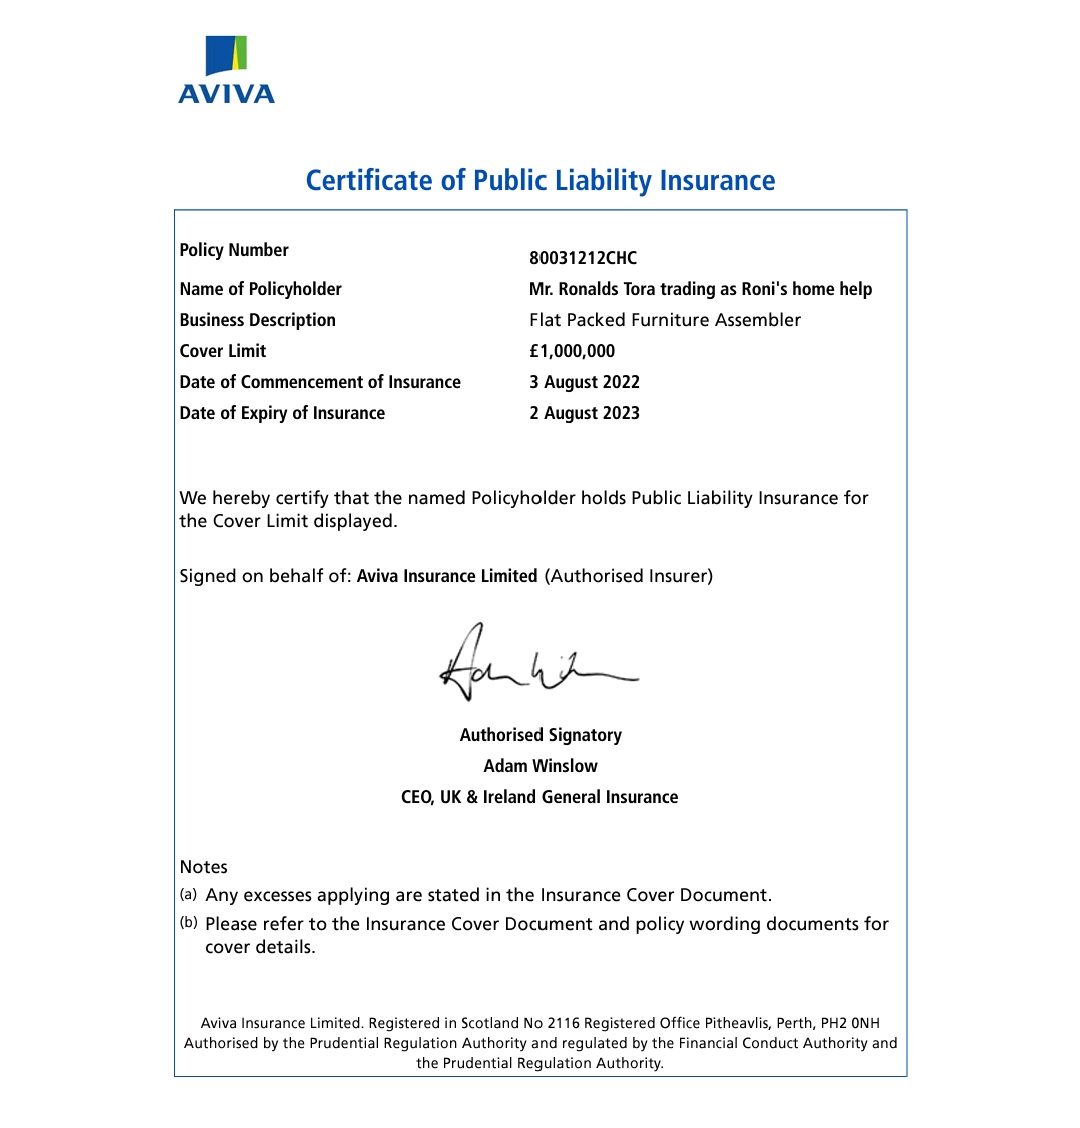 AVIVA
Certificate of Public Liability Insurance
Policy Number 80031212CHC
Name of Policyholder Mr. Ronalds Tora trading as Roni's home help
Business Description Flat Packed Furniture Assembler
Cover Limit £1,000,000
Date of Commencement of Insurance 3 August 2022
Date of Expiry of Insurance 2 August 2023
We hereby certify that the named Policyholder holds Public Liability Insurance for
the Cover Limit displayed.
Signed on behalf of: Aviva Insurance Limited (Authorised Insurer)
Authorised Signatory
Adam Winslow
CEO, UK & Ireland General Insurance
Notes
(a) Any excesses applying are stated in the Insurance Cover Document.
(b) Please refer to the Insurance Cover Document and policy wording documents for
cover details.
Aviva Insurance Limited. Registered in Scotland No 2116 Registered Office Pitheavlis, Perth, PH2 0NH
Authorised by the Prudential Regulation Authority and regulated by the Financial Conduct Authority and
the Prudential Regulation Authority.